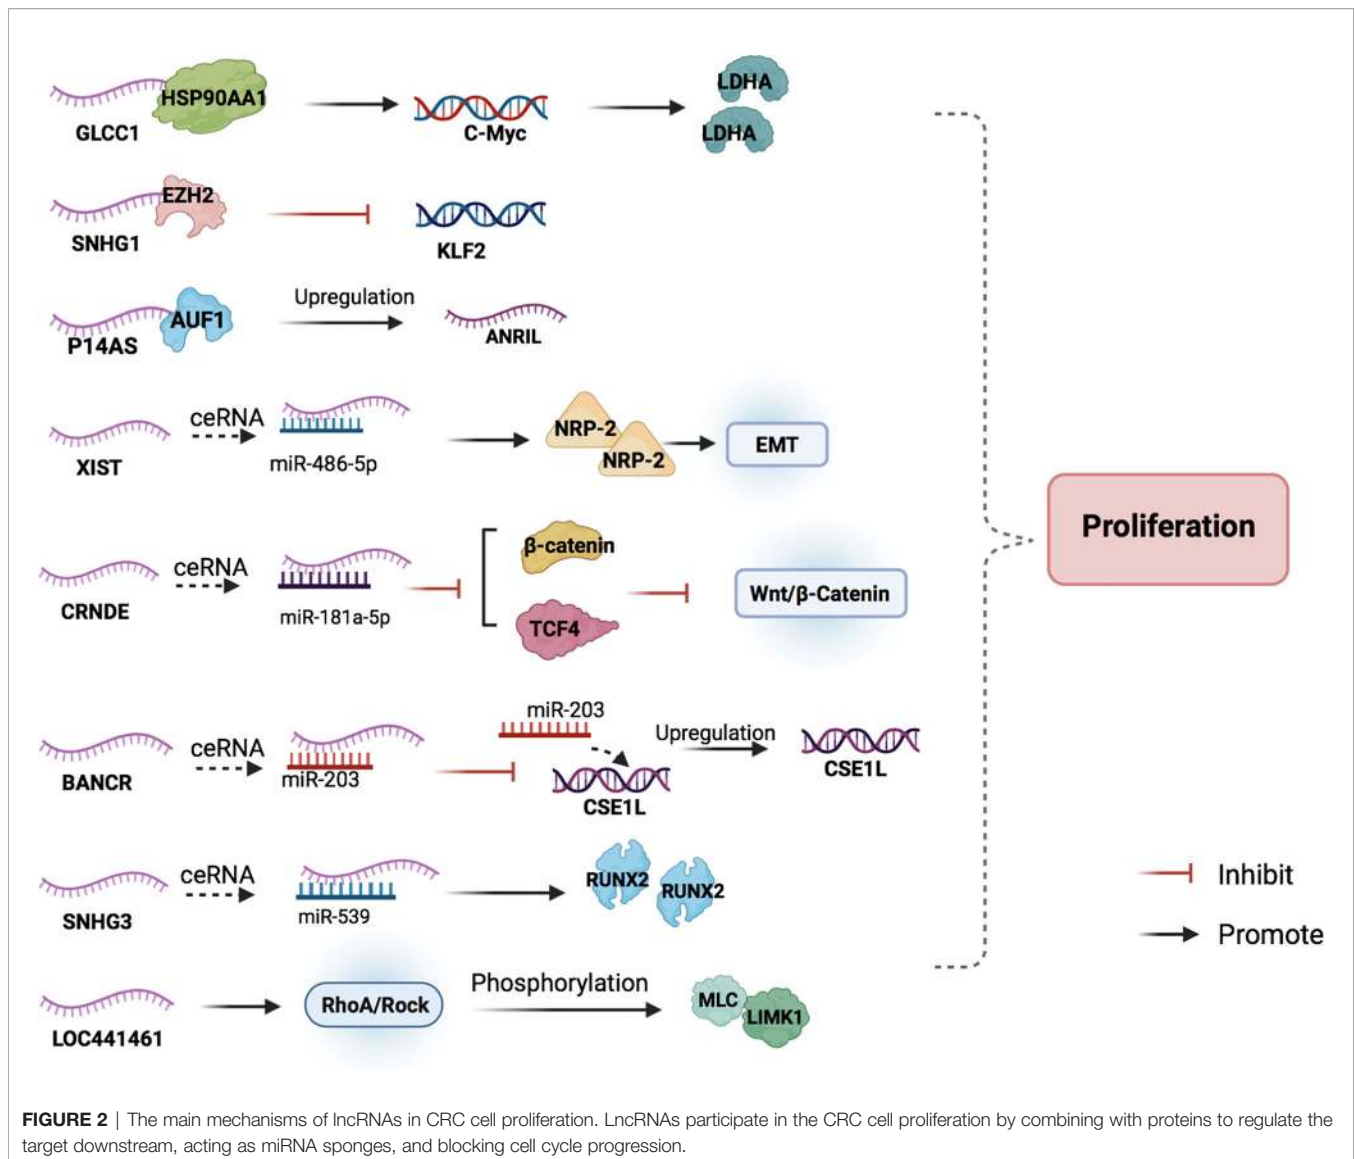 HSP90AA1
GLCC1
C-Myc
LDHA
LDHA
EZH2
SNHG1
KLF2
AUF1
P14AS
Upregulation
ANRIL
XIST
ceRNA
miR-486-5p
NRP-2
NRP-2
EMT
CRNDE
ceRNA
miR-181a-5p
β-catenin
TCF4
Wnt/β-Catenin
BANCR
ceRNA
miR-203
miR-203
CSE1L
Upregulation
CSE1L
SNHG3
ceRNA
miR-539
RUNX2
RUNX2
LOC441461
RhoA/Rock
Phosphorylation
MLC
LIMK1
Proliferation
Inhibit
Promote
FIGURE 2 | The main mechanisms of lncRNAs in CRC cell proliferation. LncRNAs participate in the CRC cell proliferation by combining with proteins to regulate the
target downstream, acting as miRNA sponges, and blocking cell cycle progression.